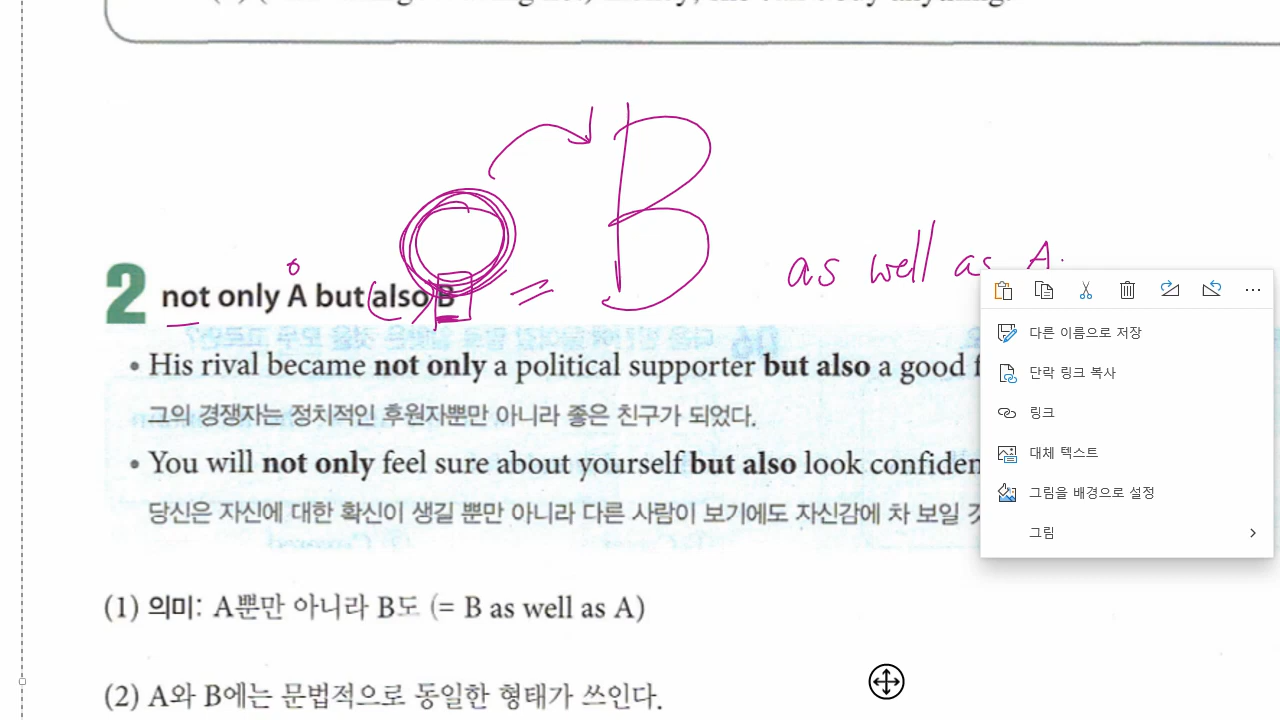 anything.
B
as well as A
2 not only A but also B =
• His rival became not only a political supporter but also a good f
그의 경쟁자는 정치적인 후원자뿐만 아니라 좋은 친구가 되었다.
• You will not only feel sure about yourself but also look confiden
당신은 자신에 대한 확신이 생길 뿐만 아니라 다른 사람이 보기에도 자신감에 차 보일
(1) 의미: A뿐만 아니라 B도 (= B as well as A)
(2) A와 B에는 문법적으로 동일한 형태가 쓰인다.
다른 이름으로 저장
단락 링크 복사
링크
대체 텍스트
그림을 배경으로 설정
그림